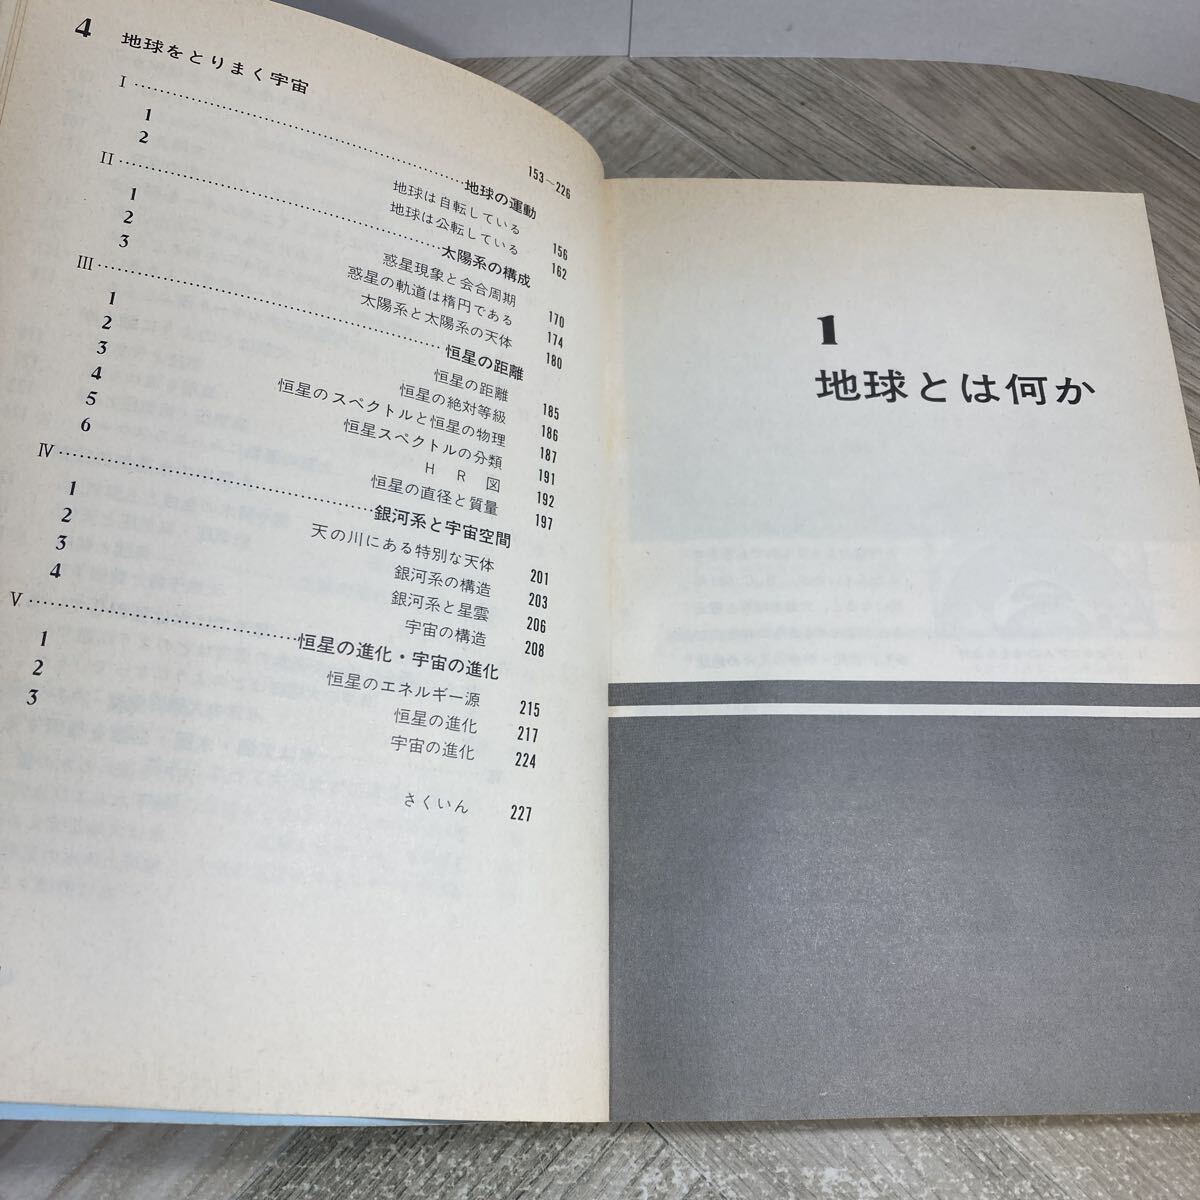 4 地球をとりまく宇宙 153〜226
I 地球の運動
1 地球は自転している 156
2 地球は公転している 162
II 太陽系の構成
1 惑星現象と会合周期 170
2 惑星の軌道は楕円である 174
3 太陽系と太陽系の天体 180
III 恒星の距離
1 恒星の距離 185
2 恒星の絶対等級 186
3 恒星のスペクトルと恒星の物理 187
4 恒星スペクトルの分類 191
5 H R 図 192
6 恒星の直径と質量 197
IV 銀河系と宇宙空間
1 天の川にある特別な天体 201
2 銀河系の構造 203
3 銀河系と星雲 206
4 宇宙の構造 208
V 恒星の進化・宇宙の進化
1 恒星のエネルギー源 215
2 恒星の進化 217
3 宇宙の進化 224
さくいん 227
1
地球とは何か